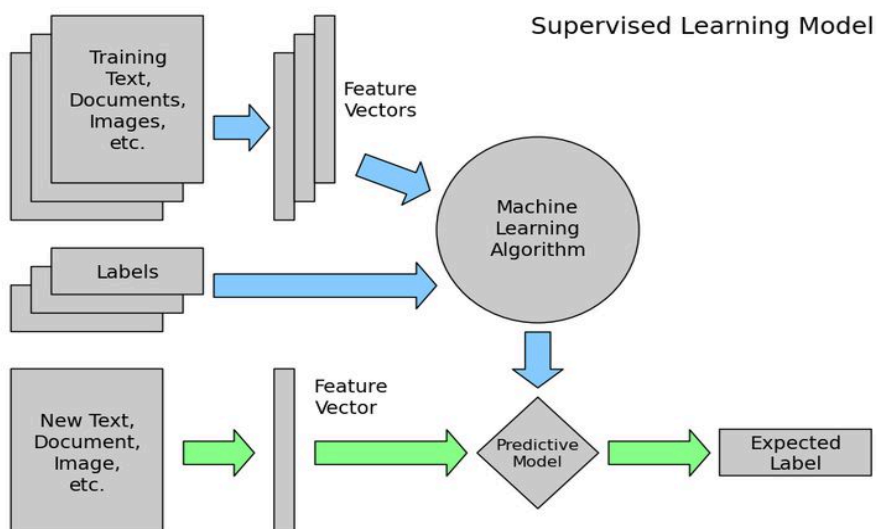 Supervised Learning Model
Training
Text,
Documents,
Images,
etc.
Feature
Vectors
Machine
Learning
Algorithm
Labels
New Text,
Document,
Image,
etc.
Feature
Vector
Predictive
Model
Expected
Label